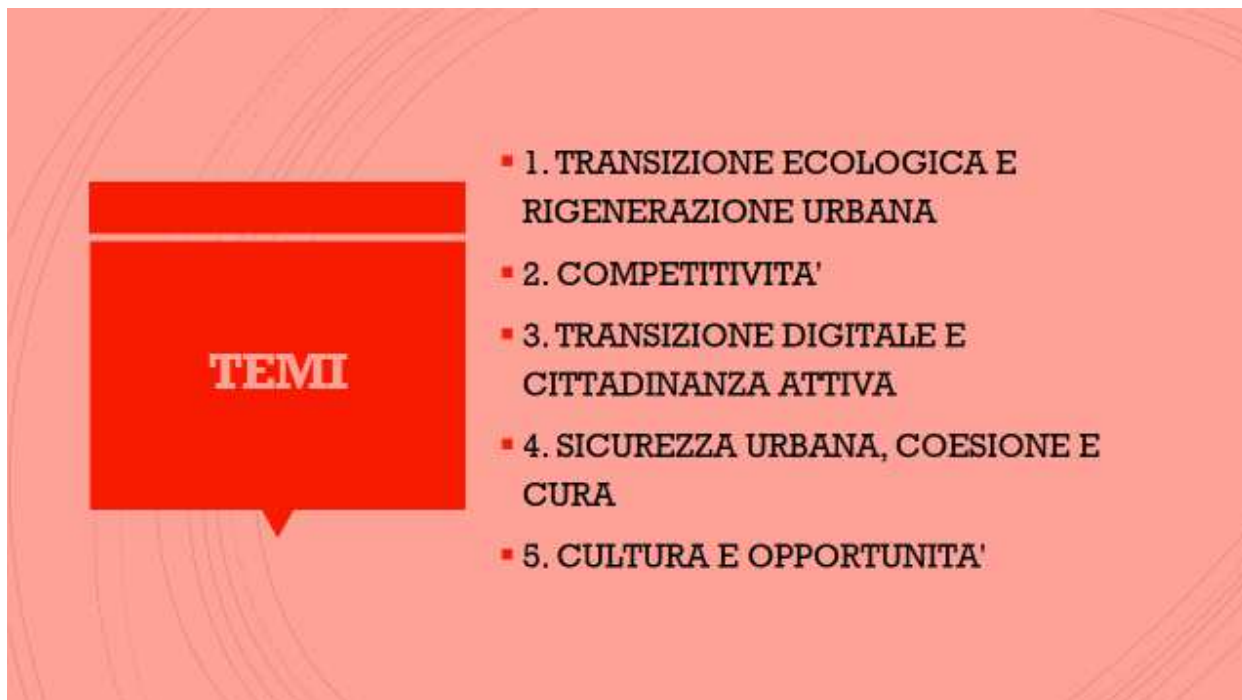 TEMI
1. TRANSIZIONE ECOLOGICA E
RIGENERAZIONE URBANA
2. COMPETITIVITA'
3. TRANSIZIONE DIGITALE E
CITTADINANZA ATTIVA
4. SICUREZZA URBANA, COESIONE E
CURA
5. CULTURA E OPPORTUNITA'